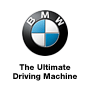 BMW
The Ultimate
Driving Machine